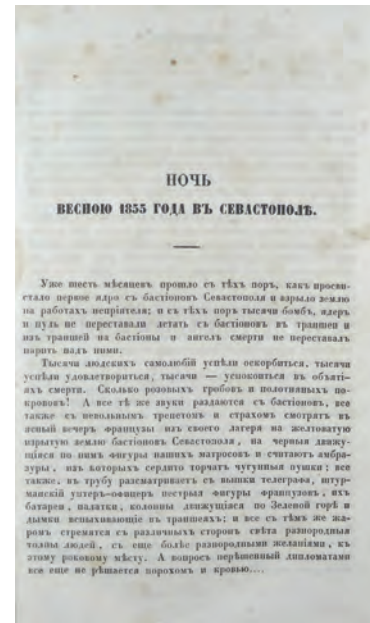 НОЧЬ
ВЕСНОЮ 1855 ГОДА ВЪ СЕВАСТОПОЛѢ.
Уже шесть мѣсяцевъ прошло съ тѣхъ поръ, какъ просви-
стало первое ядро съ бастіоновъ Севастополя и взрыло землю
на работахъ непріятеля; и съ тѣхъ поръ тысячи бомбъ, ядеръ
и пуль не переставали летать съ бастіоновъ въ траншеи и
изъ траншей на бастіоны и ангелъ смерти не переставалъ
парить надъ ними.
Тысячи людскихъ самолюбій успѣли оскорбиться, тысячи
успѣли удовлетвориться, тысячи — успокоиться въ объяті-
яхъ смерти. Сколько розовыхъ гробовъ и полотняныхъ по-
крововъ! А все тѣ же звуки раздаются съ бастіоновъ, все
также съ невольнымъ трепетомъ и страхомъ смотрятъ въ
ясный вечеръ французы изъ своего лагеря на желтоватую
изрытую землю бастіоновъ Севастополя, на черныя движу-
щіяся по нимъ фигуры нашихъ матросовъ и считаютъ амбра-
зуры, изъ которыхъ сердито торчатъ чугунныя пушки; все
также, въ трубу разсматриваетъ съ вышки телеграфа, штур-
манскій унтеръ-офицеръ пестрыя фигуры французовъ, ихъ
батареи, палатки, колонны движущіяся по Зеленой горѣ и
дымки вспыхивающіе въ траншеяхъ; и все съ тѣмъ же жа-
ромъ стремятся съ различныхъ сторонъ свѣта разнородныя
толпы людей, съ еще болѣе разнородными желаніями, къ
этому роковому мѣсту. А вопросъ нерѣшенный дипломатами
все еще не рѣшается порохомъ и кровью....